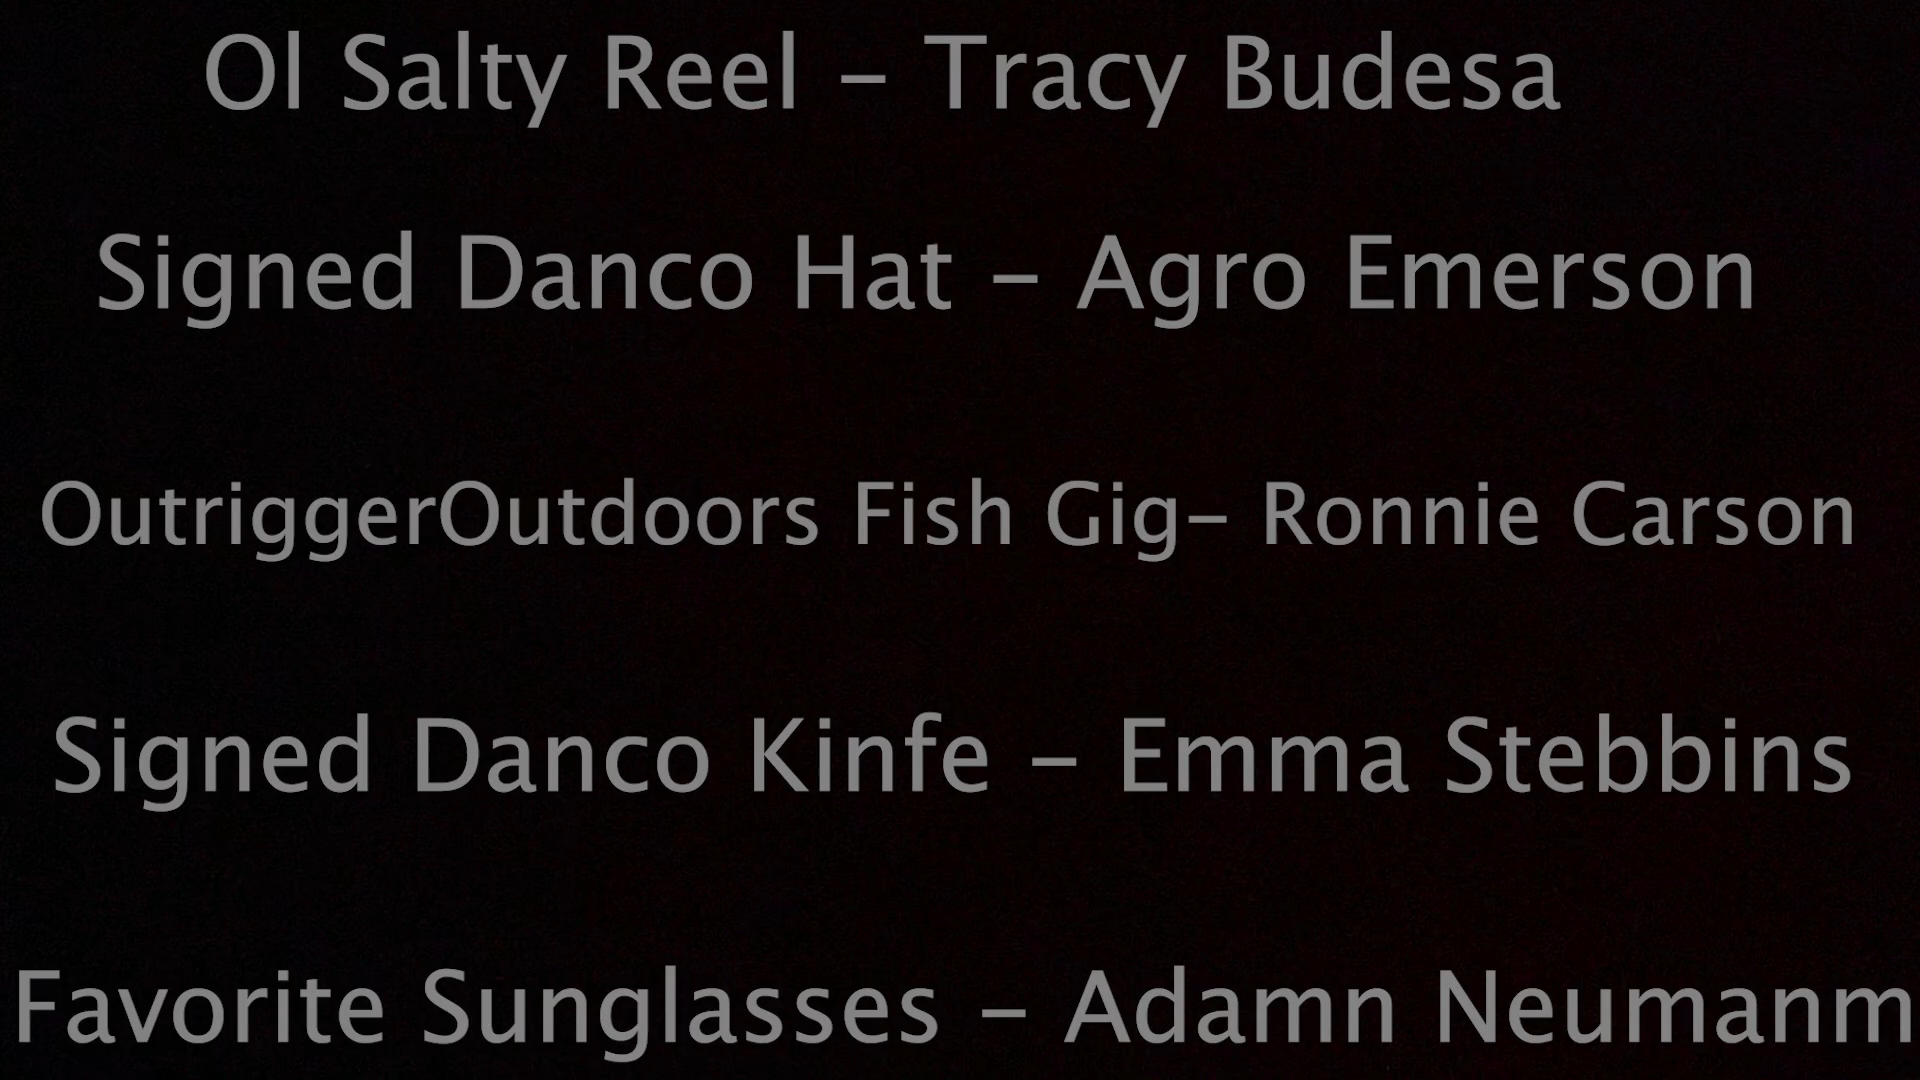 Ol Salty Reel - Tracy Budesa
Signed Danco Hat - Agro Emerson
OutriggerOutdoors Fish Gig- Ronnie Carson
Signed Danco Kinfe - Emma Stebbins
Favorite Sunglasses - Adamn Neumanm